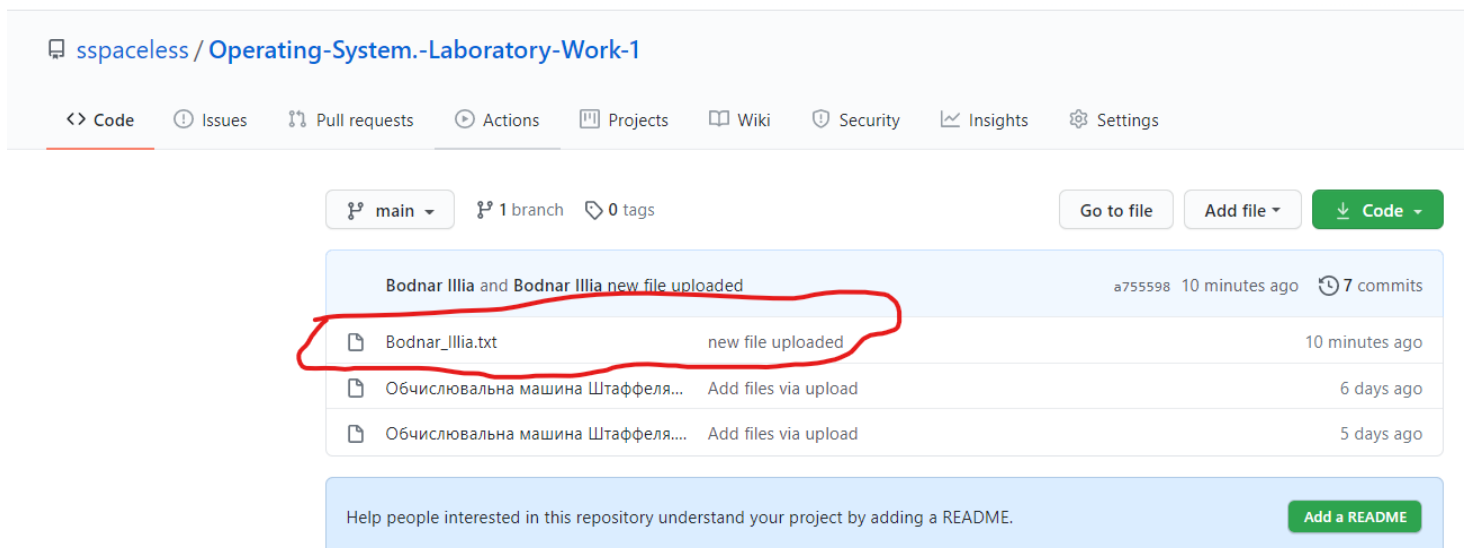 sspaceless / Operating-System.-Laboratory-Work-1
Code Issues Pull requests Actions Projects Wiki Security Insights Settings
main 1 branch 0 tags Go to file Add file Code
Bodnar Illia and Bodnar Illia new file uploaded a755598 10 minutes ago 7 commits
Bodnar_Illia.txt new file uploaded 10 minutes ago
Обчислювальна машина Штаффеля... Add files via upload 6 days ago
Обчислювальна машина Штаффеля.... Add files via upload 5 days ago
Help people interested in this repository understand your project by adding a README. Add a README